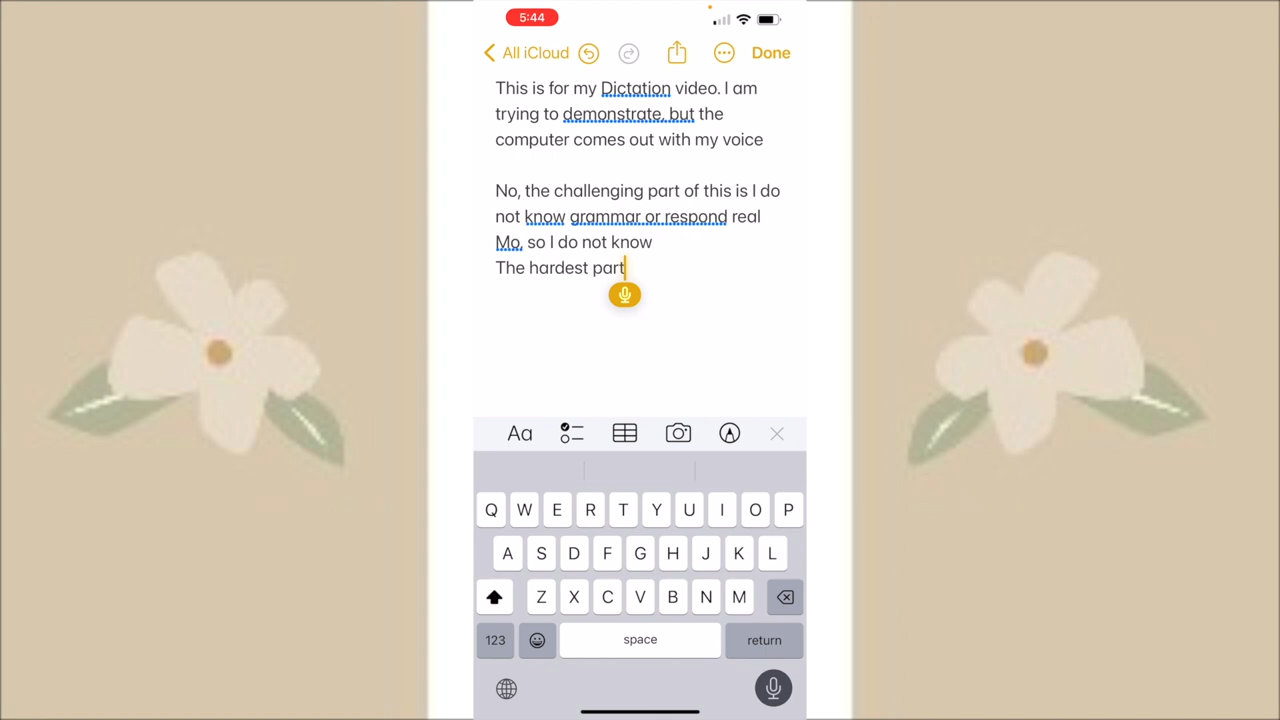 5:44
All iCloud Done
This is for my Dictation video. I am
trying to demonstrate, but the
computer comes out with my voice
No, the challenging part of this is I do
not know grammar or respond real
Mo, so I do not know
The hardest part
Aa
Q W E R T Y U I O P
A S D F G H J K L
Z X C V B N M
123 space return